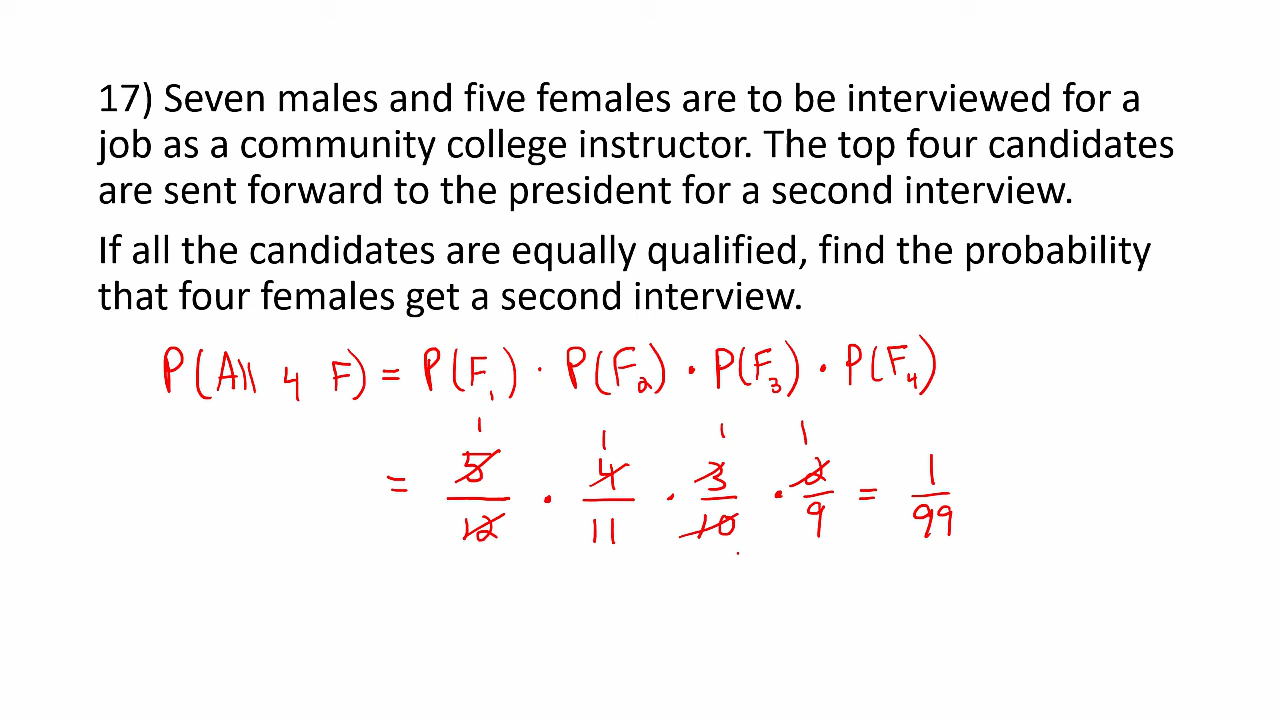 17) Seven males and five females are to be interviewed for a
job as a community college instructor. The top four candidates
are sent forward to the president for a second interview.
If all the candidates are equally qualified, find the probability
that four females get a second interview.
P(All 4 F) = P(F₁) · P(F₂) · P(F₃) · P(F₄)
1 1 1 1
= 5/12 · 4/11 · 3/10 · 2/9 = 1/99